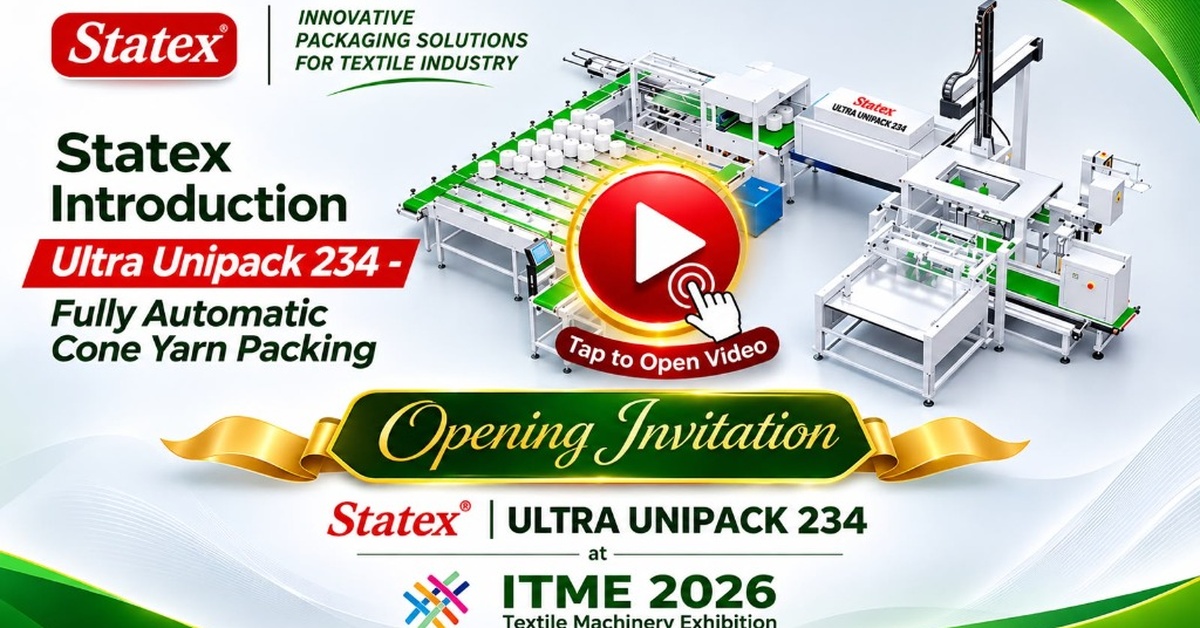 Statex®
INNOVATIVE
PACKAGING SOLUTIONS
FOR TEXTILE INDUSTRY
Statex
Introduction
Ultra Unipack 234 -
Fully Automatic
Cone Yarn Packing
Statex
ULTRA UNIPACK 234
Tap to Open Video
Opening Invitation
Statex® | ULTRA UNIPACK 234
at
ITME 2026
Textile Machinery Exhibition